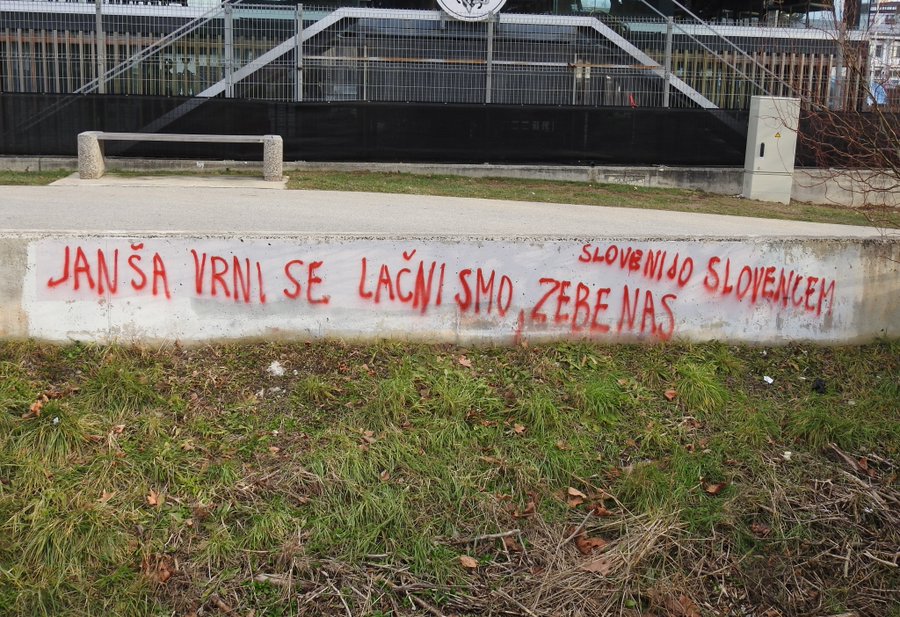 JANŠA VRNI SE LAČNI SMO, ZEBE NAS
SLOVENIJO SLOVENCEM